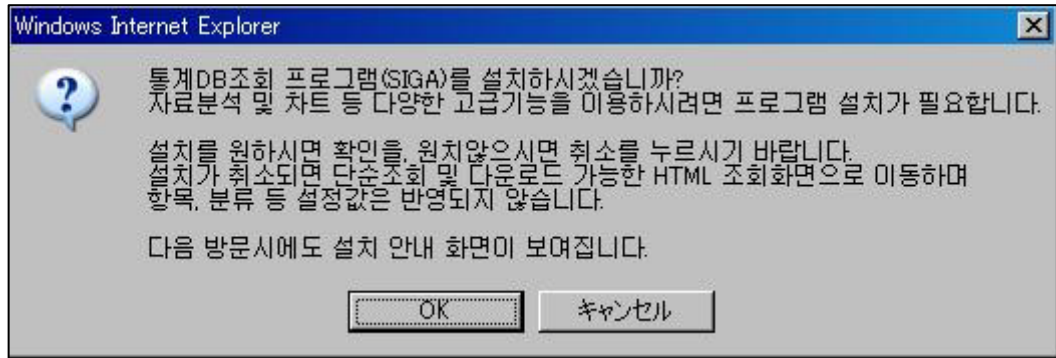 Windows Internet Explorer
통계DB조회 프로그램(SIGA)를 설치하시겠습니까?
자료분석 및 차트 등 다양한 고급기능을 이용하시려면 프로그램 설치가 필요합니다.
설치를 원하시면 확인을, 원치않으시면 취소를 누르시기 바랍니다.
설치가 취소되면 단순조회 및 다운로드 가능한 HTML 조회화면으로 이동하며
항목, 분류 등 설정값은 반영되지 않습니다.
다음 방문시에도 설치 안내 화면이 보여집니다.
OK
キャンセル